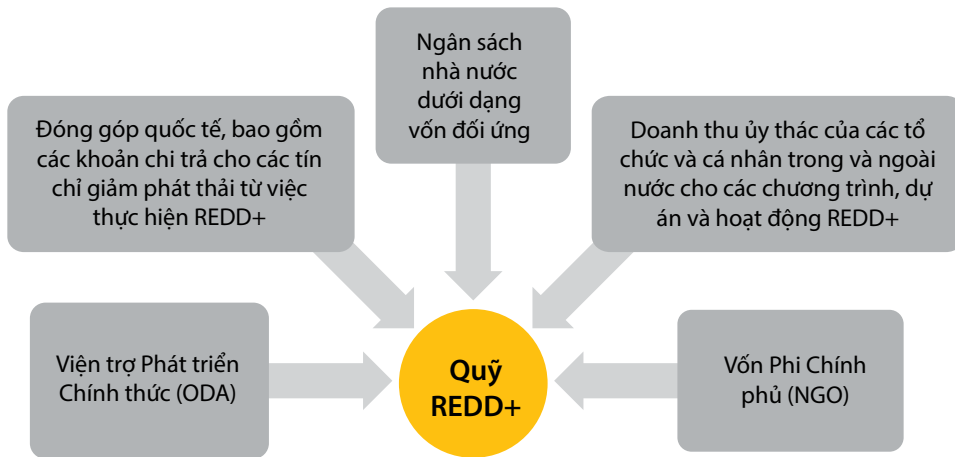 Ngân sách
nhà nước
dưới dạng
vốn đối ứng
Đóng góp quốc tế, bao gồm
các khoản chi trả cho các tín
chỉ giảm phát thải từ việc
thực hiện REDD+
Doanh thu ủy thác của các tổ
chức và cá nhân trong và ngoài
nước cho các chương trình, dự
án và hoạt động REDD+
Viện trợ Phát triển
Chính thức (ODA)
Quỹ
REDD+
Vốn Phi Chính
phủ (NGO)